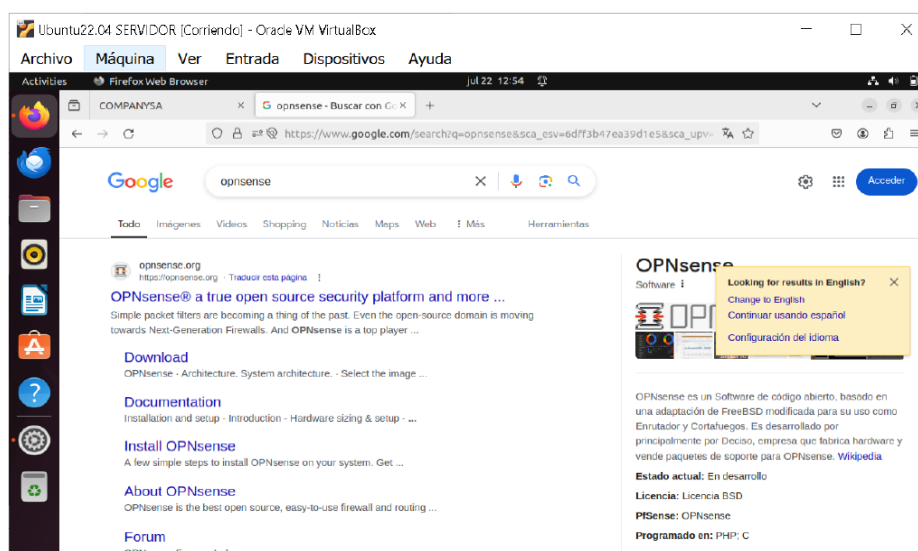 Ubuntu22.04 SERVIDOR [Corriendo] - Oracle VM VirtualBox
Archivo Máquina Ver Entrada Dispositivos Ayuda
Activities Firefox Web Browser jul 22 12:54
COMPANYSA × G opnsense - Buscar con Go × +
https://www.google.com/search?q=opnsense&sca_esv=6dff3b47ea39d1e5&sca_upv=
Google opnsense Acceder
Todo Imágenes Videos Shopping Noticias Maps Web Más Herramientas
opnsense.org
https://opnsense.org · Traducir esta página
OPNsense® a true open source security platform and more ...
Simple packet filters are becoming a thing of the past. Even the open-source domain is moving
towards Next-Generation Firewalls. And OPNsense is a top player ...
Download
OPNsense · Architecture. System architecture. · Select the image ...
Documentation
Installation and setup · Introduction · Hardware sizing & setup · ...
Install OPNsense
A few simple steps to install OPNsense on your system. Get ...
About OPNsense
OPNsense is the best open source, easy-to-use firewall and routing ...
Forum
OPNsense
Software
Looking for results in English?
Change to English
Continuar usando español
Configuración del idioma
OPNsense es un Software de código abierto, basado en
una adaptación de FreeBSD modificada para su uso como
Enrutador y Cortafuegos. Es desarrollado por
principalmente por Deciso, empresa que fabrica hardware y
vende paquetes de soporte para OPNsense. Wikipedia
Estado actual: En desarrollo
Licencia: Licencia BSD
PfSense: OPNsense
Programado en: PHP; C